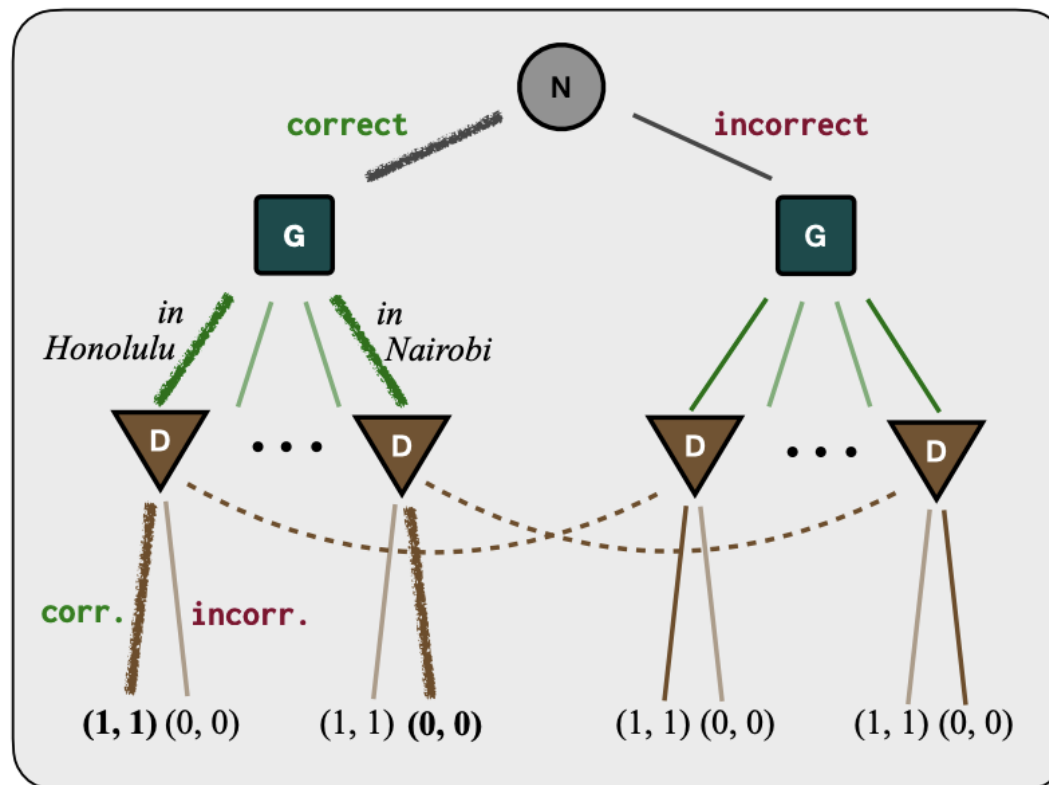 N
correct
incorrect
G
G
in
Honolulu
in
Nairobi
D
D
D
D
corr.
incorr.
(1, 1) (0, 0)
(1, 1) (0, 0)
(1, 1) (0, 0)
(1, 1) (0, 0)